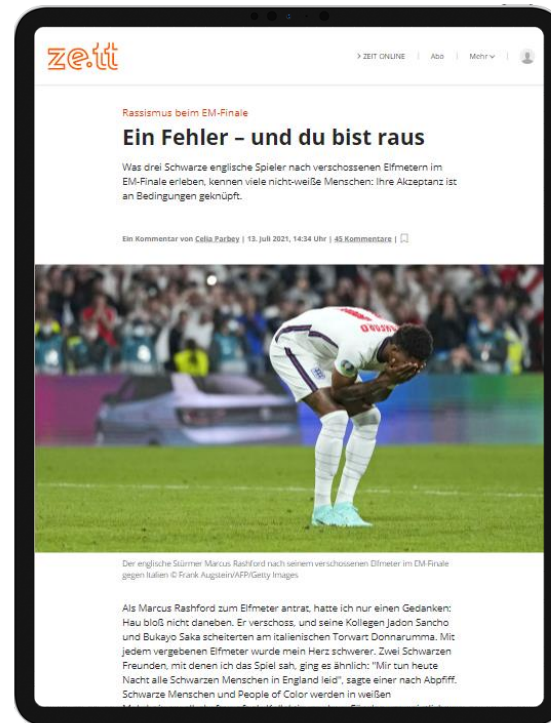 ze.tt
> ZEIT ONLINE | Abo | Mehr
Rassismus beim EM-Finale
Ein Fehler – und du bist raus
Was drei Schwarze englische Spieler nach verschossenen Elfmetern im
EM-Finale erleben, kennen viele nicht-weiße Menschen: Ihre Akzeptanz ist
an Bedingungen geknüpft.
Ein Kommentar von Celia Parbey | 13. Juli 2021, 14:34 Uhr | 45 Kommentare |
Der englische Stürmer Marcus Rashford nach seinem verschossenen Elfmeter im EM-Finale
gegen Italien © Frank Augstein/AFP/Getty Images
Als Marcus Rashford zum Elfmeter antrat, hatte ich nur einen Gedanken:
Hau bloß nicht daneben. Er verschoss, und seine Kollegen Jadon Sancho
und Bukayo Saka scheiterten am italienischen Torwart Donnarumma. Mit
jedem vergebenen Elfmeter wurde mein Herz schwerer. Zwei Schwarzen
Freunden, mit denen ich das Spiel sah, ging es ähnlich: "Mir tun heute
Nacht alle Schwarzen Menschen in England leid", sagte einer nach Abpfiff.
Schwarze Menschen und People of Color werden in weißen